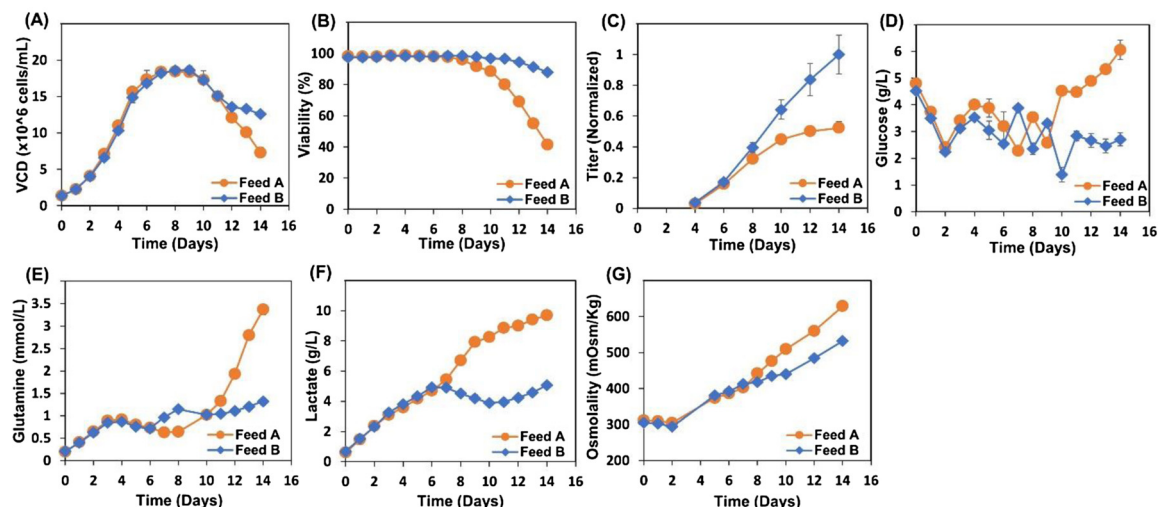 (A)
VCD (x10^6 cells/mL)
25
20
15
10
5
0
Feed A
Feed B
0 2 4 6 8 10 12 14 16
Time (Days)
(B)
Viability (%)
120
100
80
60
40
20
0
Feed A
Feed B
0 2 4 6 8 10 12 14 16
Time (Days)
(C)
Titer (Normalized)
1.2
1
0.8
0.6
0.4
0.2
0
Feed A
Feed B
0 2 4 6 8 10 12 14 16
Time (Days)
(D)
Glucose (g/L)
7
6
5
4
3
2
1
0
Feed A
Feed B
0 2 4 6 8 10 12 14 16
Time (Days)
(E)
Glutamine (mmol/L)
4
3.5
3
2.5
2
1.5
1
0.5
0
Feed A
Feed B
0 2 4 6 8 10 12 14 16
Time (Days)
(F)
Lactate (g/L)
12
10
8
6
4
2
0
Feed A
Feed B
0 2 4 6 8 10 12 14 16
Time (Days)
(G)
Osmolality (mOsm/Kg)
600
500
400
300
200
Feed A
Feed B
0 2 4 6 8 10 12 14 16
Time (Days)